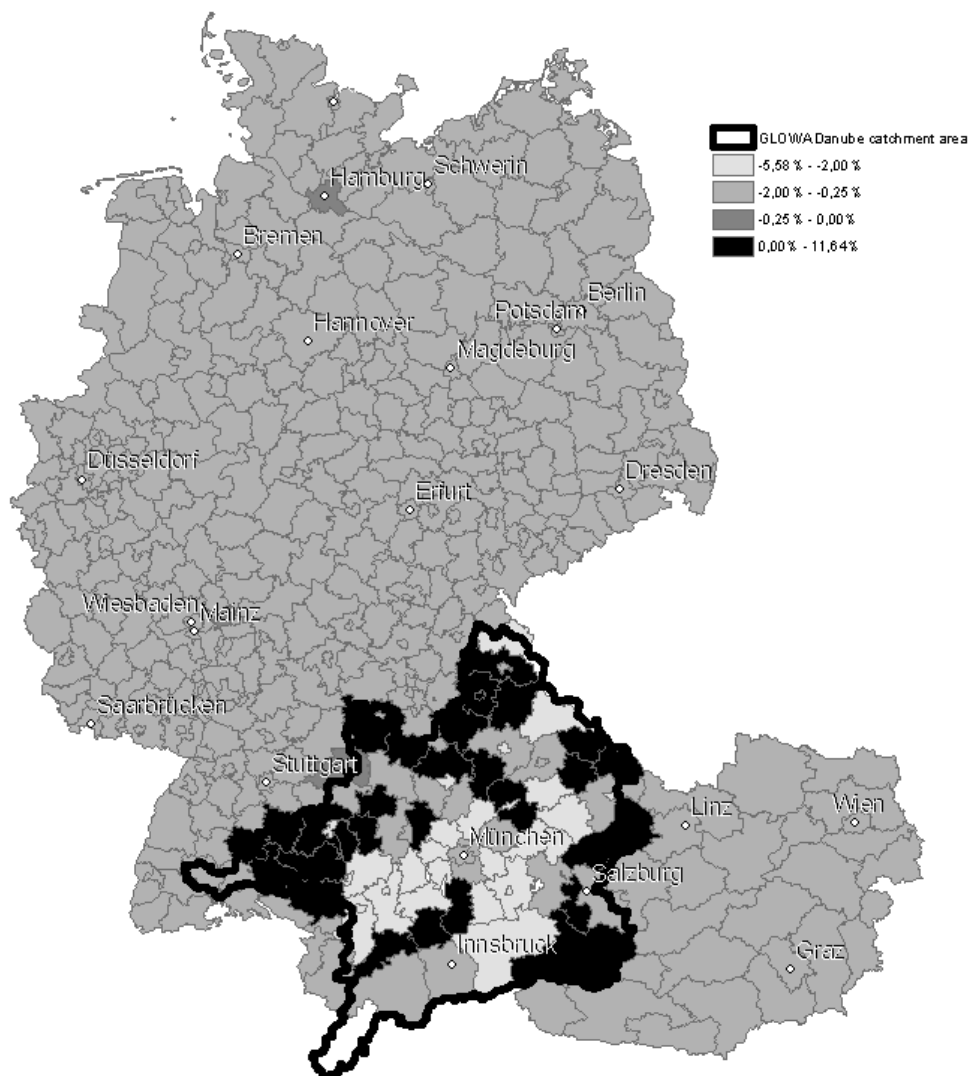 GLOWA Danube catchment area
-5,58 % - -2,00 %
-2,00 % - -0,25 %
-0,25 % - 0,00 %
0,00 % - 11,64 %
Schwerin
Hamburg
Bremen
Berlin
Potsdam
Hannover
Magdeburg
Düsseldorf
Dresden
Erfurt
Wiesbaden
Mainz
Saarbrücken
Stuttgart
Linz
Wien
München
Salzburg
Innsbruck
Graz